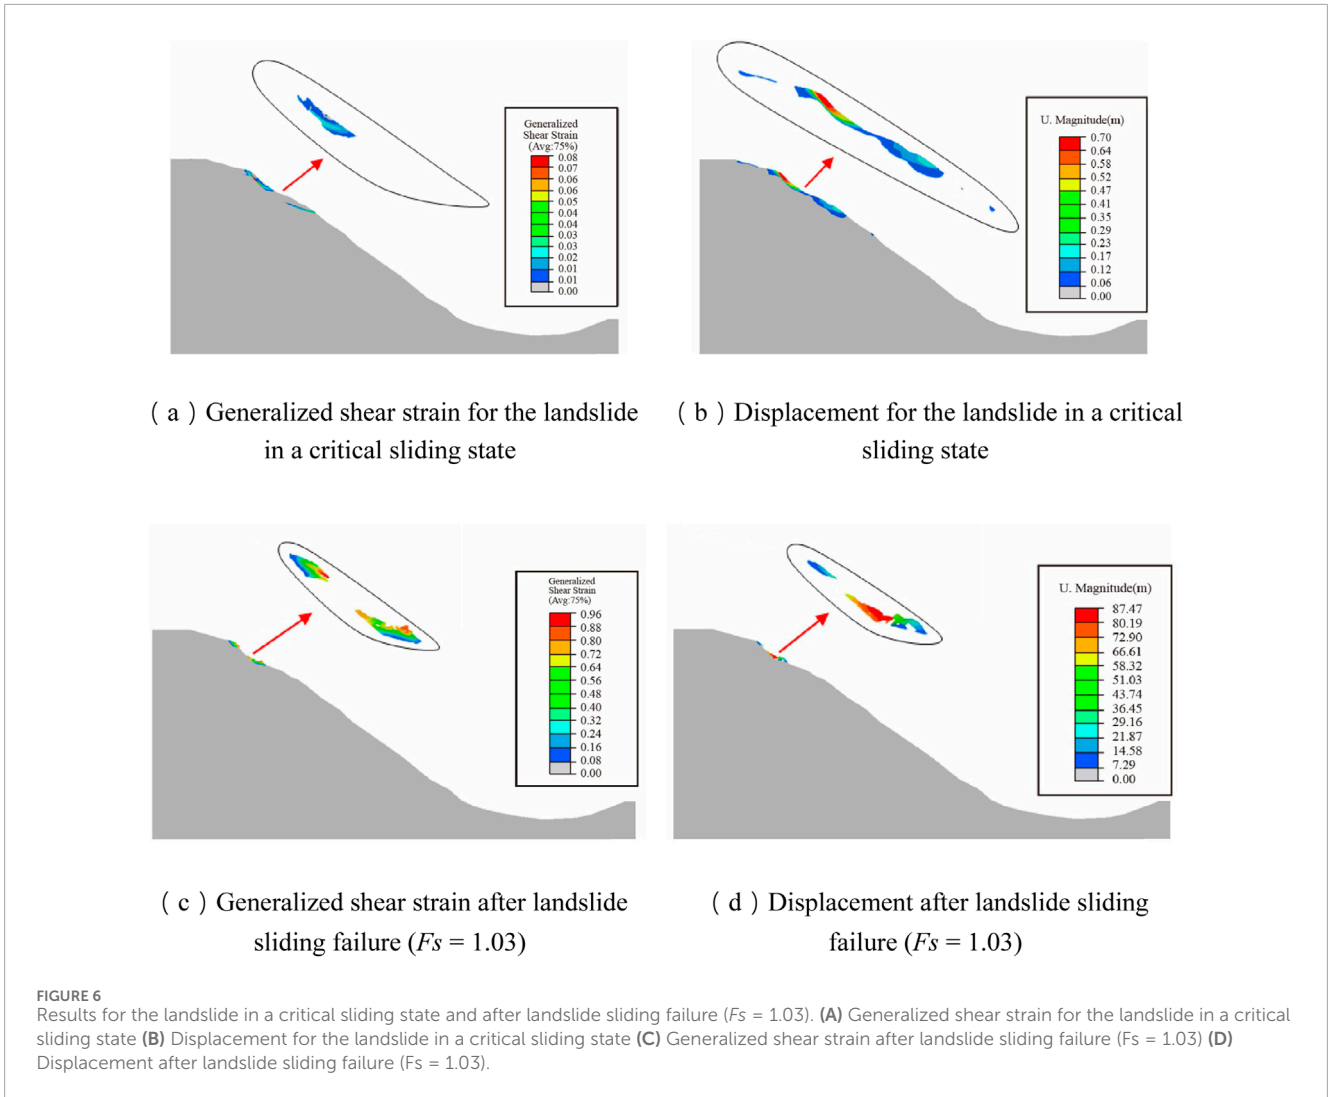 Generalized
Shear Strain
(Avg:75%)
0.08
0.07
0.06
0.06
0.05
0.04
0.04
0.03
0.03
0.02
0.01
0.01
0.00
U. Magnitude(m)
0.70
0.64
0.58
0.52
0.47
0.41
0.35
0.29
0.23
0.17
0.12
0.06
0.00
( a ) Generalized shear strain for the landslide
in a critical sliding state
( b ) Displacement for the landslide in a critical
sliding state
Generalized
Shear Strain
(Avg:75%)
0.96
0.88
0.80
0.72
0.64
0.56
0.48
0.40
0.32
0.24
0.16
0.08
0.00
U. Magnitude(m)
87.47
80.19
72.90
66.61
58.32
51.03
43.74
36.45
29.16
21.87
14.58
7.29
0.00
( c ) Generalized shear strain after landslide
sliding failure (Fs = 1.03)
( d ) Displacement after landslide sliding
failure (Fs = 1.03)
FIGURE 6
Results for the landslide in a critical sliding state and after landslide sliding failure (Fs = 1.03). (A) Generalized shear strain for the landslide in a critical
sliding state (B) Displacement for the landslide in a critical sliding state (C) Generalized shear strain after landslide sliding failure (Fs = 1.03) (D)
Displacement after landslide sliding failure (Fs = 1.03).